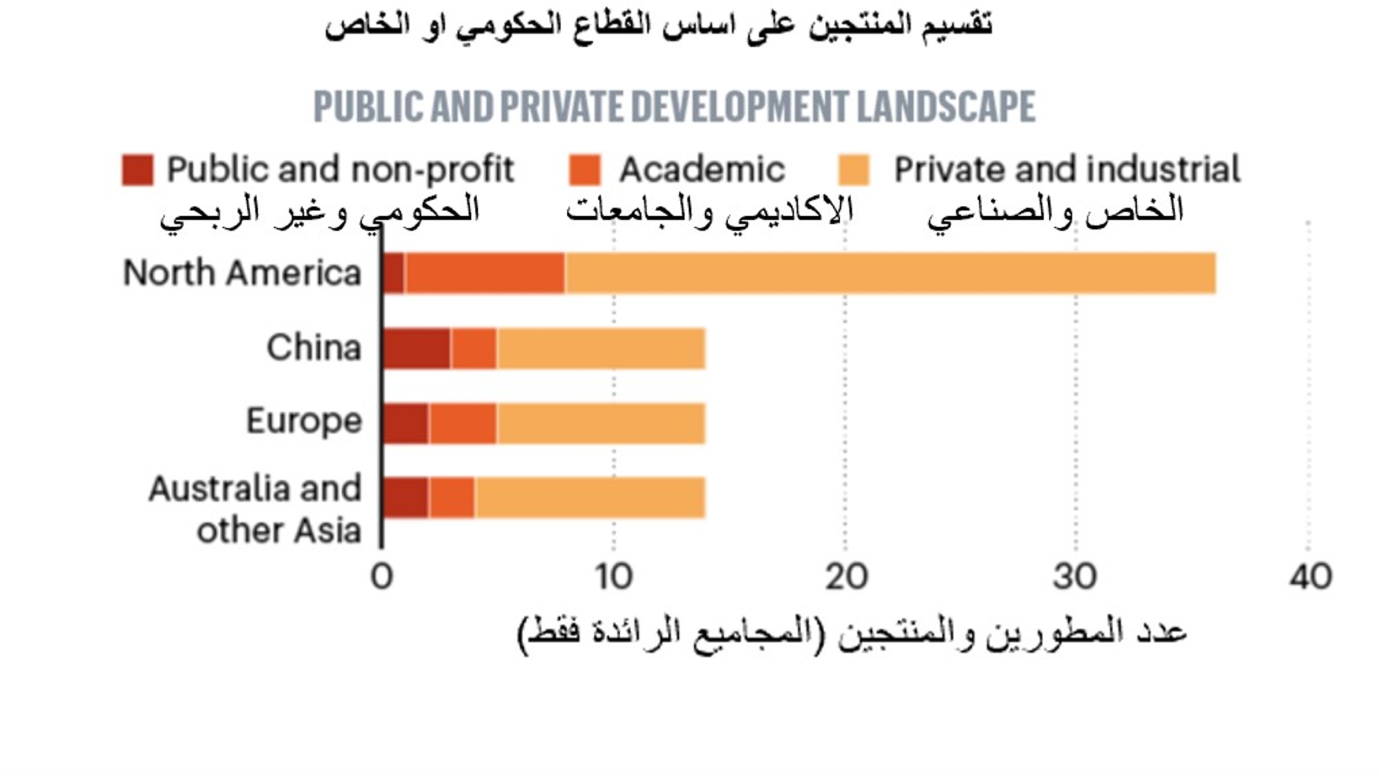 تقسيم المنتجين على اساس القطاع الحكومي او الخاص
PUBLIC AND PRIVATE DEVELOPMENT LANDSCAPE
Public and non-profit Academic Private and industrial
الحكومي وغير الربحي الاكاديمي والجامعات الخاص والصناعي
North America
China
Europe
Australia and
other Asia
0 10 20 30 40
عدد المطورين والمنتجين (المجاميع الرائدة فقط)